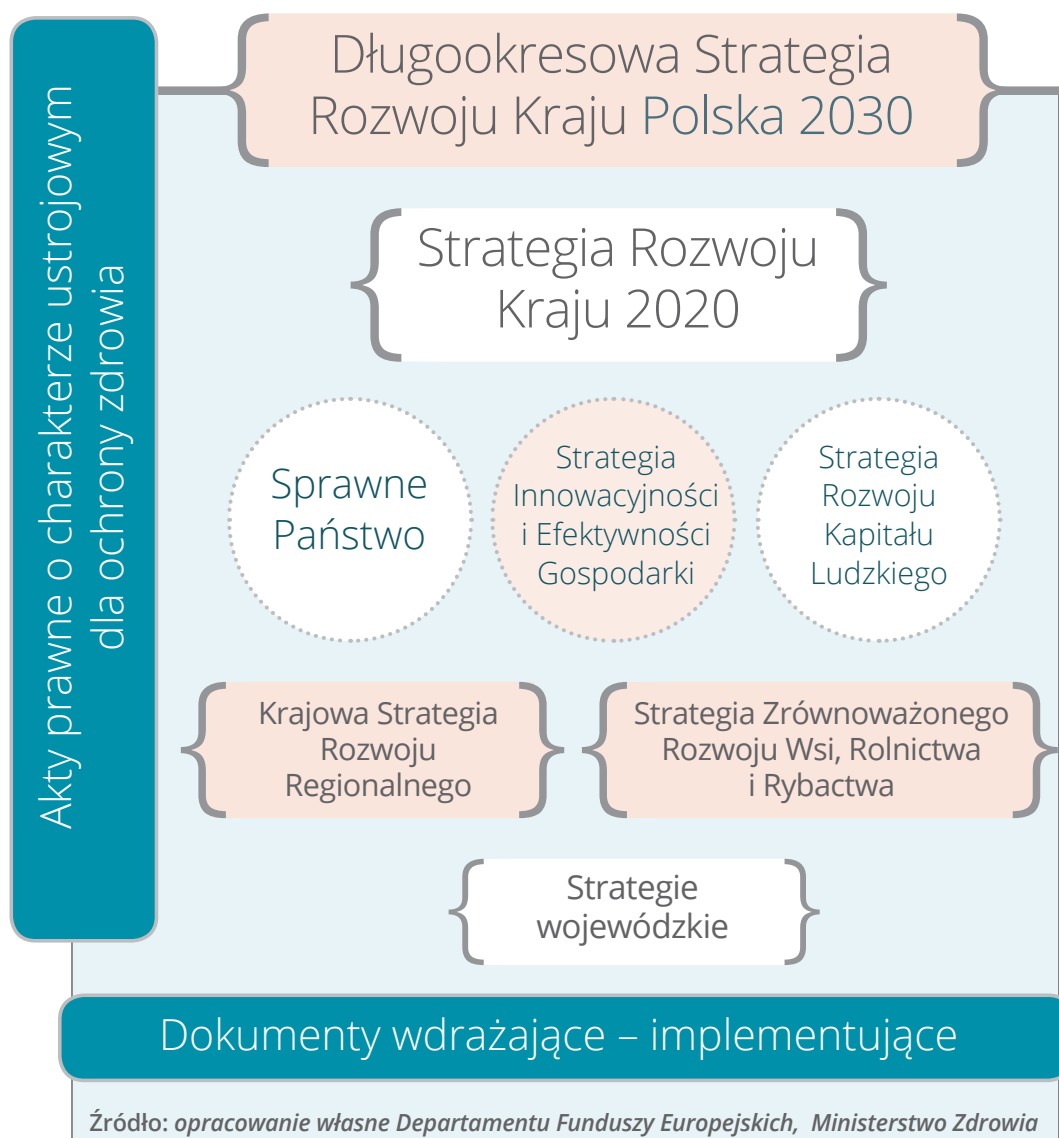 Akty prawne o charakterze ustrojowym
dla ochrony zdrowia
Długookresowa Strategia
Rozwoju Kraju Polska 2030
Strategia Rozwoju
Kraju 2020
Sprawne
Państwo
Strategia
Innowacyjności
i Efektywności
Gospodarki
Strategia
Rozwoju
Kapitału
Ludzkiego
Krajowa Strategia
Rozwoju
Regionalnego
Strategia Zrównoważonego
Rozwoju Wsi, Rolnictwa
i Rybactwa
Strategie
wojewódzkie
Dokumenty wdrażające – implementujące
Źródło: opracowanie własne Departamentu Funduszy Europejskich, Ministerstwo Zdrowia